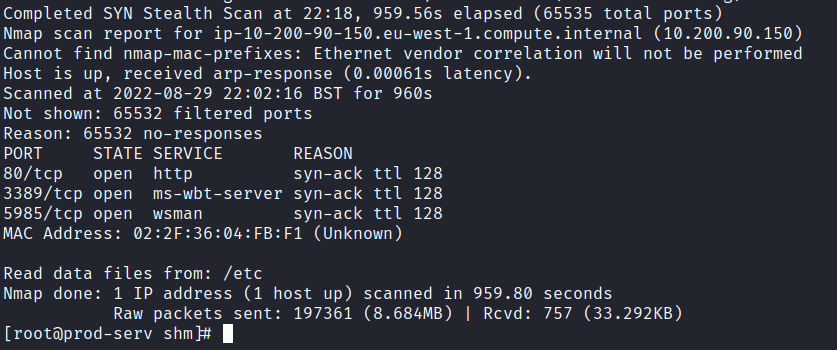 Completed SYN Stealth Scan at 22:18, 959.56s elapsed (65535 total ports)
Nmap scan report for ip-10-200-90-150.eu-west-1.compute.internal (10.200.90.150)
Cannot find nmap-mac-prefixes: Ethernet vendor correlation will not be performed
Host is up, received arp-response (0.00061s latency).
Scanned at 2022-08-29 22:02:16 BST for 960s
Not shown: 65532 filtered ports
Reason: 65532 no-responses
PORT     STATE SERVICE       REASON
80/tcp   open  http          syn-ack ttl 128
3389/tcp open  ms-wbt-server syn-ack ttl 128
5985/tcp open  wsman         syn-ack ttl 128
MAC Address: 02:2F:36:04:FB:F1 (Unknown)

Read data files from: /etc
Nmap done: 1 IP address (1 host up) scanned in 959.80 seconds
           Raw packets sent: 197361 (8.684MB) | Rcvd: 757 (33.292KB)
[root@prod-serv shm]#